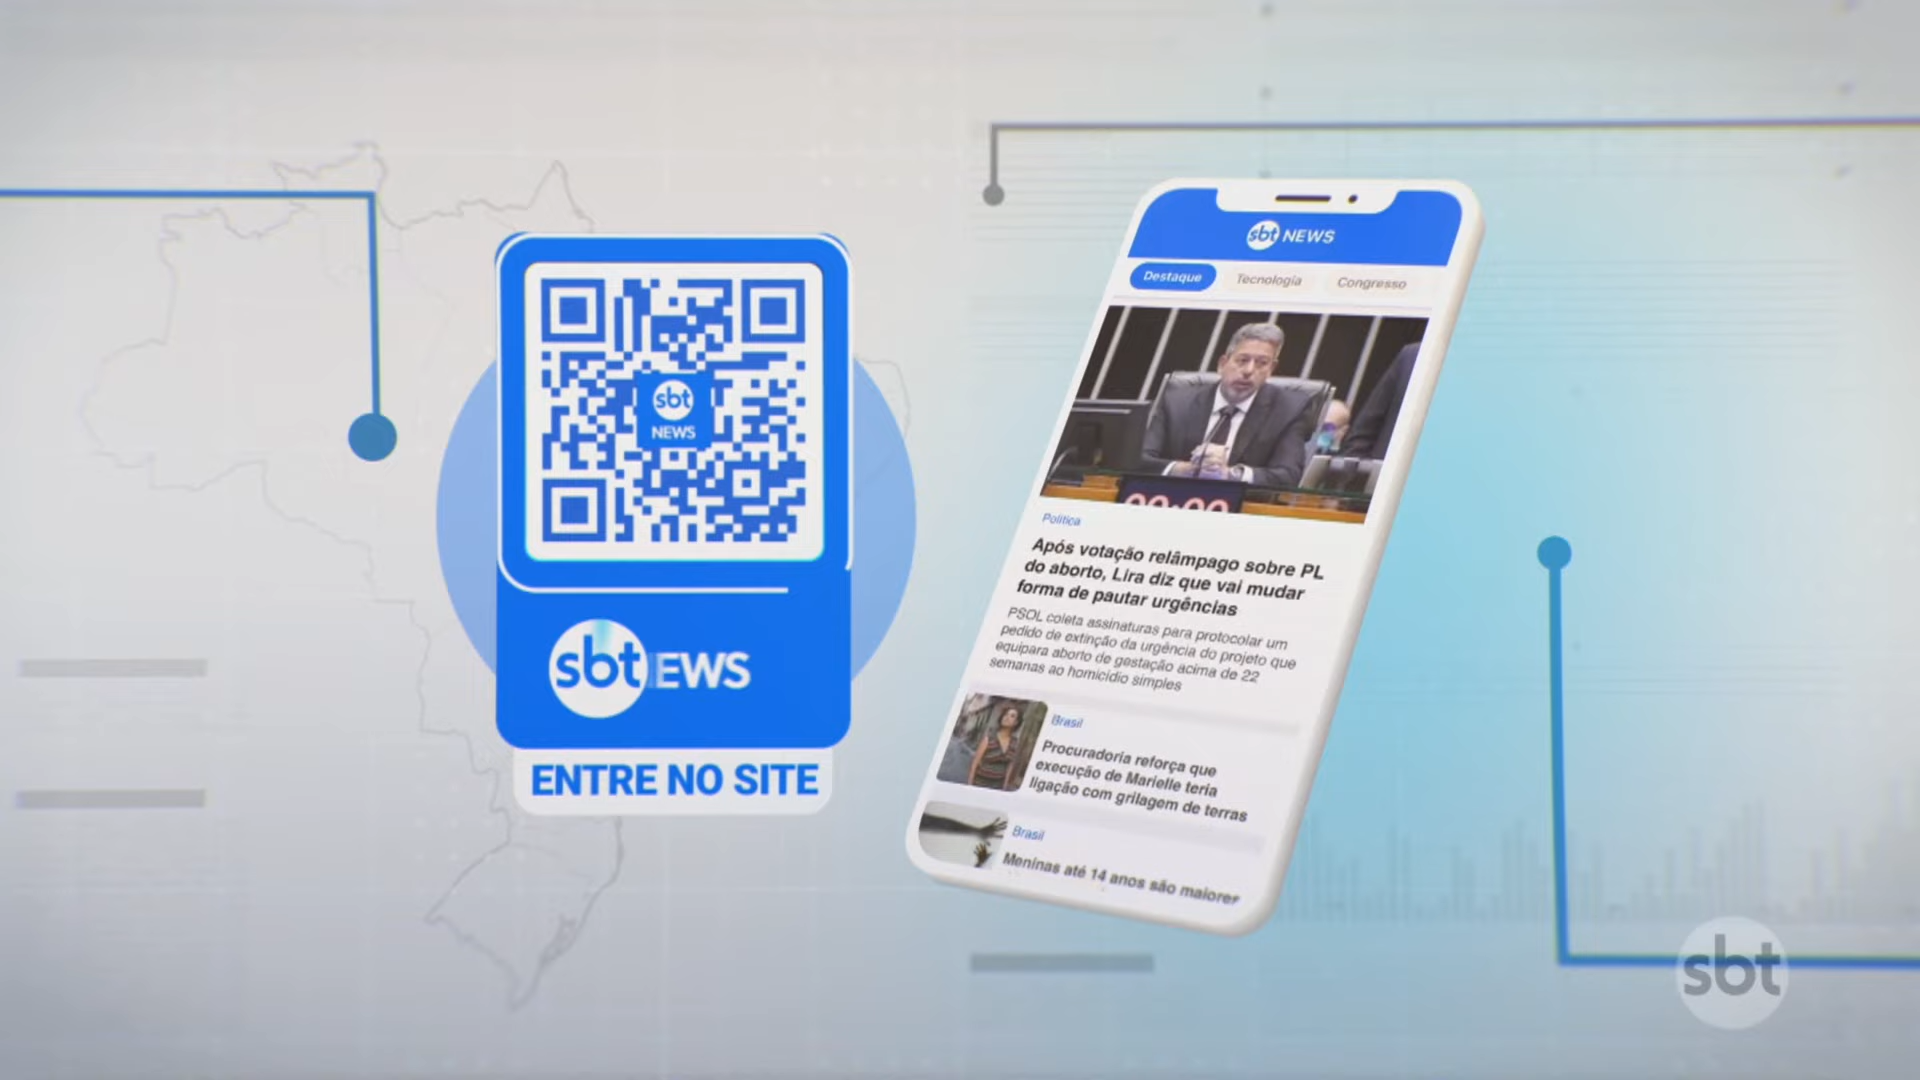 sbt
NEWS
sbt EWS
ENTRE NO SITE
sbt NEWS
Destaque
Tecnologia
Congresso
00:00
Política
Após votação relâmpago sobre PL
do aborto, Lira diz que vai mudar
forma de pautar urgências
PSOL coleta assinaturas para protocolar um
pedido de extinção da urgência do projeto que
equipara aborto de gestação acima de 22
semanas ao homicídio simples
Brasil
Procuradoria reforça que
execução de Marielle teria
ligação com grilagem de terras
Brasil
Meninas até 14 anos são maiores
sbt